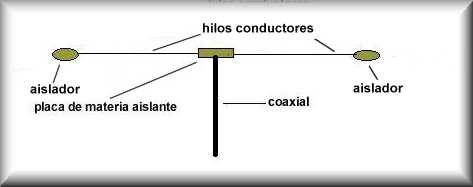 hilos conductores
aislador
placa de materia aislante
coaxial
aislador